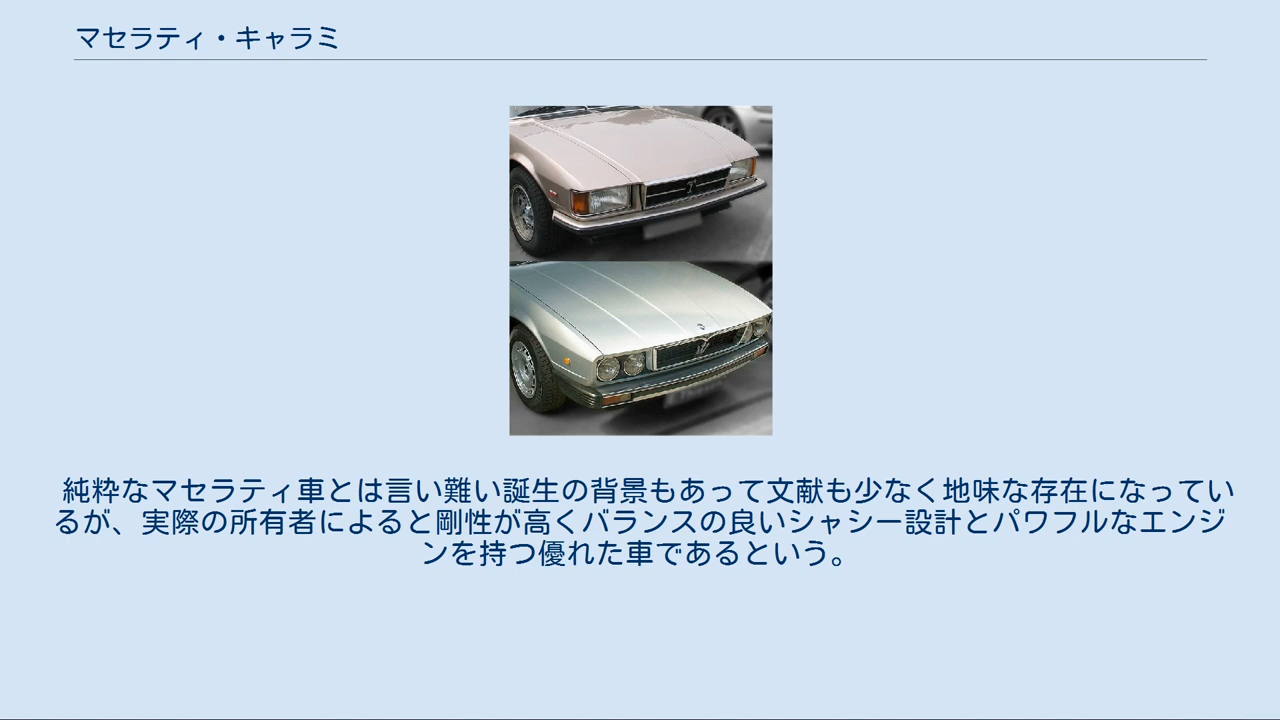 マセラティ・キャラミ
純粋なマセラティ車とは言い難い誕生の背景もあって文献も少なく地味な存在になってい
るが、実際の所有者によると剛性が高くバランスの良いシャシー設計とパワフルなエンジ
ンを持つ優れた車であるという。